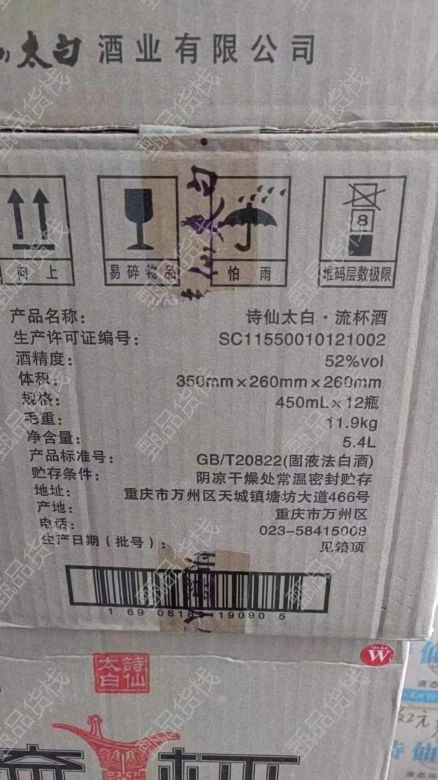 仙太白酒业有限公司
向上
易碎物品
怕雨
8
堆码层数极限
诗仙太白
产品名称: 诗仙太白·流杯酒
生产许可证编号: SC11550010121002
酒精度: 52%vol
体积: 350mm×260mm×260mm
规格: 450mL×12瓶
毛重: 11.9kg
净含量: 5.4L
产品标准号: GB/T20822(固液法白酒)
贮存条件: 阴凉干燥处常温密封贮存
地址: 重庆市万州区天城镇塘坊大道466号
产地: 重庆市万州区
电话: 023-58415008
生产日期(批号): 见箱顶
诗仙太白
W
流杯
甄品货栈